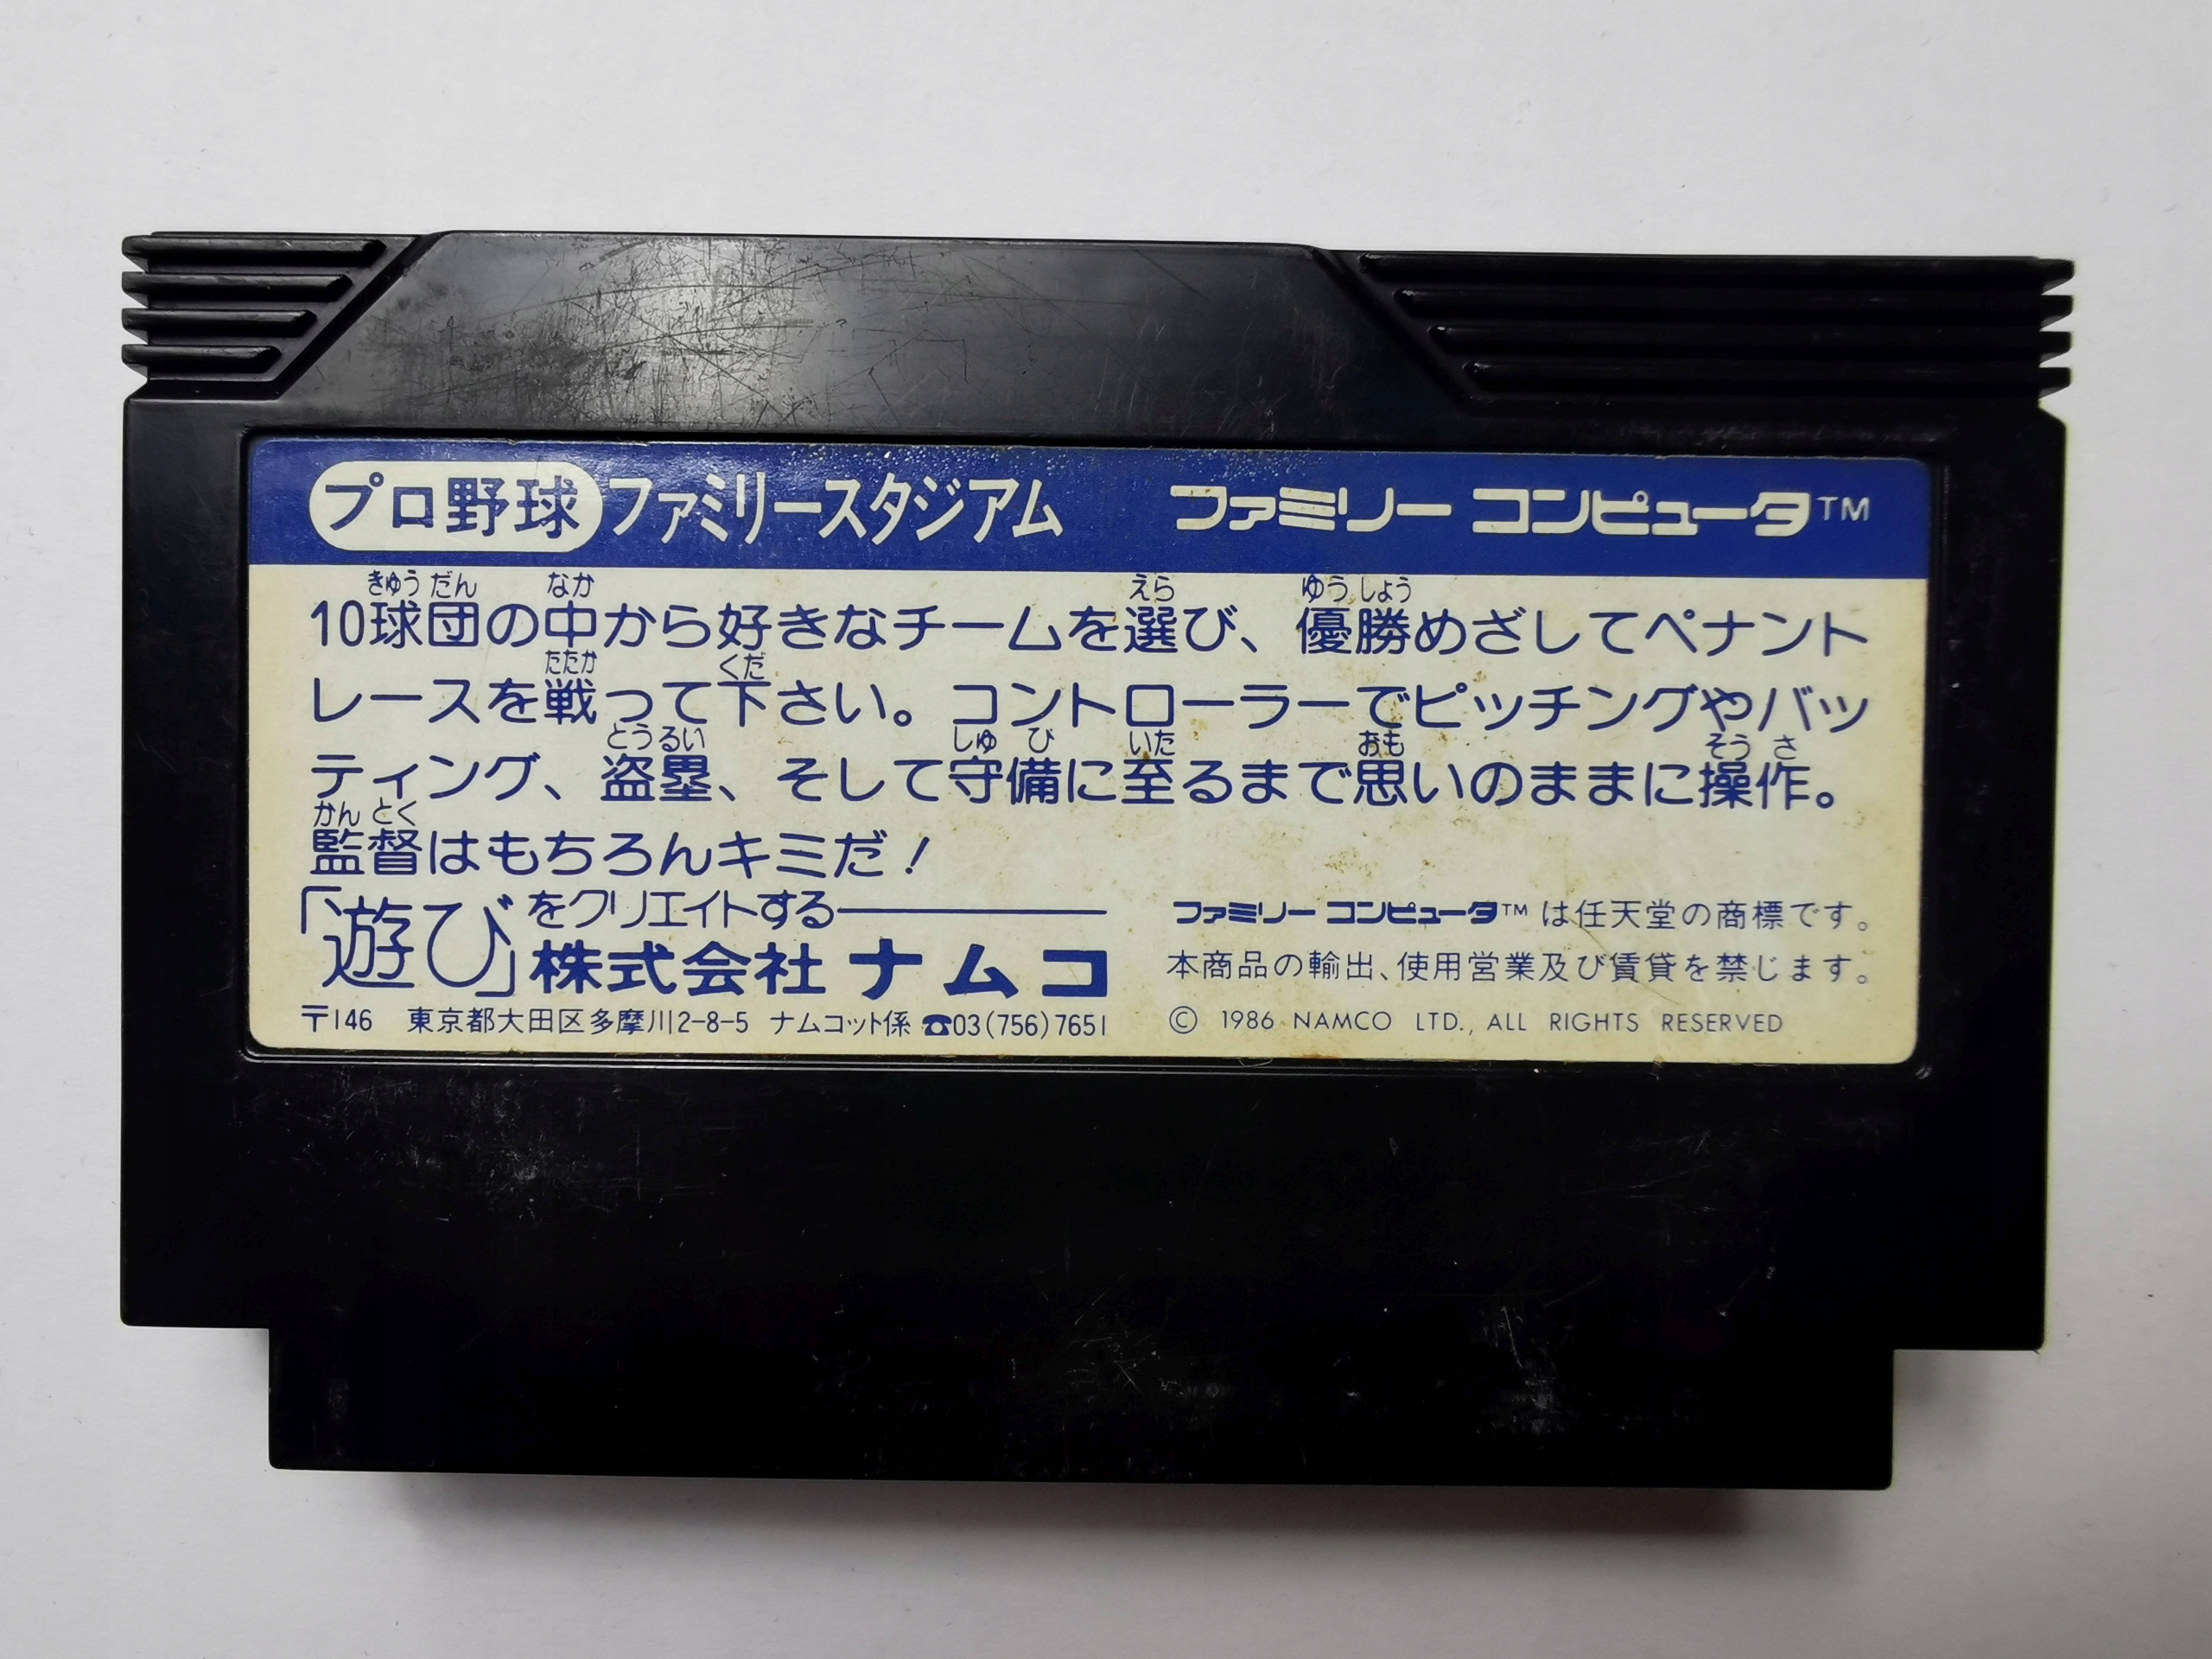 プロ野球ファミリースタジアム ファミリー コンピュータTM
きゅう だん なか えら ゆう しょう
10球団の中から好きなチームを選び、優勝めざしてペナント
たたか くだ
レースを戦って下さい。コントローラーでピッチングやバッ
とう るい しゅ び いた おも そう さ
ティング、盗塁、そして守備に至るまで思いのままに操作。
かん とく
監督はもちろんキミだ!
「遊び」をクリエイトする──
株式会社 ナムコ
〒146 東京都大田区多摩川2-8-5 ナムコット係 ☎03(756)7651
ファミリー コンピュータTMは任天堂の商標です。
本商品の輸出、使用営業及び賃貸を禁じます。
© 1986 NAMCO LTD., ALL RIGHTS RESERVED